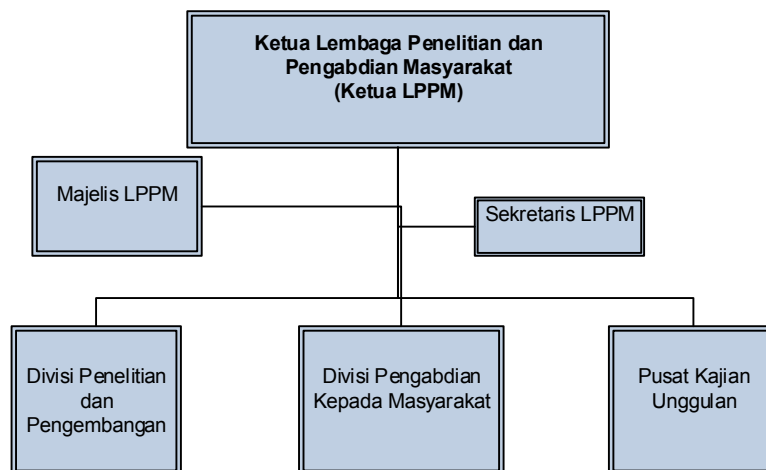 Ketua Lembaga Penelitian dan
Pengabdian Masyarakat
(Ketua LPPM)
Majelis LPPM
Sekretaris LPPM
Divisi Penelitian
dan
Pengembangan
Divisi Pengabdian
Kepada Masyarakat
Pusat Kajian
Unggulan